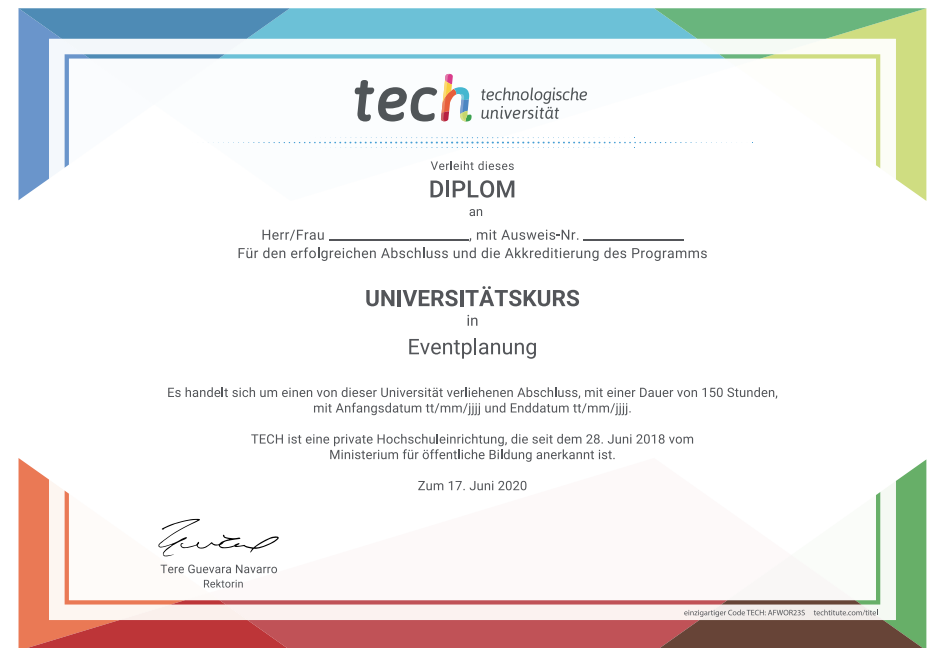 tech technologische
universität
Verleiht dieses
DIPLOM
an
Herr/Frau ____________________, mit Ausweis-Nr. ______________
Für den erfolgreichen Abschluss und die Akkreditierung des Programms
UNIVERSITÄTSKURS
in
Eventplanung
Es handelt sich um einen von dieser Universität verliehenen Abschluss, mit einer Dauer von 150 Stunden,
mit Anfangsdatum tt/mm/jjjj und Enddatum tt/mm/jjjj.
TECH ist eine private Hochschuleinrichtung, die seit dem 28. Juni 2018 vom
Ministerium für öffentliche Bildung anerkannt ist.
Zum 17. Juni 2020
Tere Guevara Navarro
Rektorin
einzigartiger Code TECH: AFWOR23S techtitute.com/titel